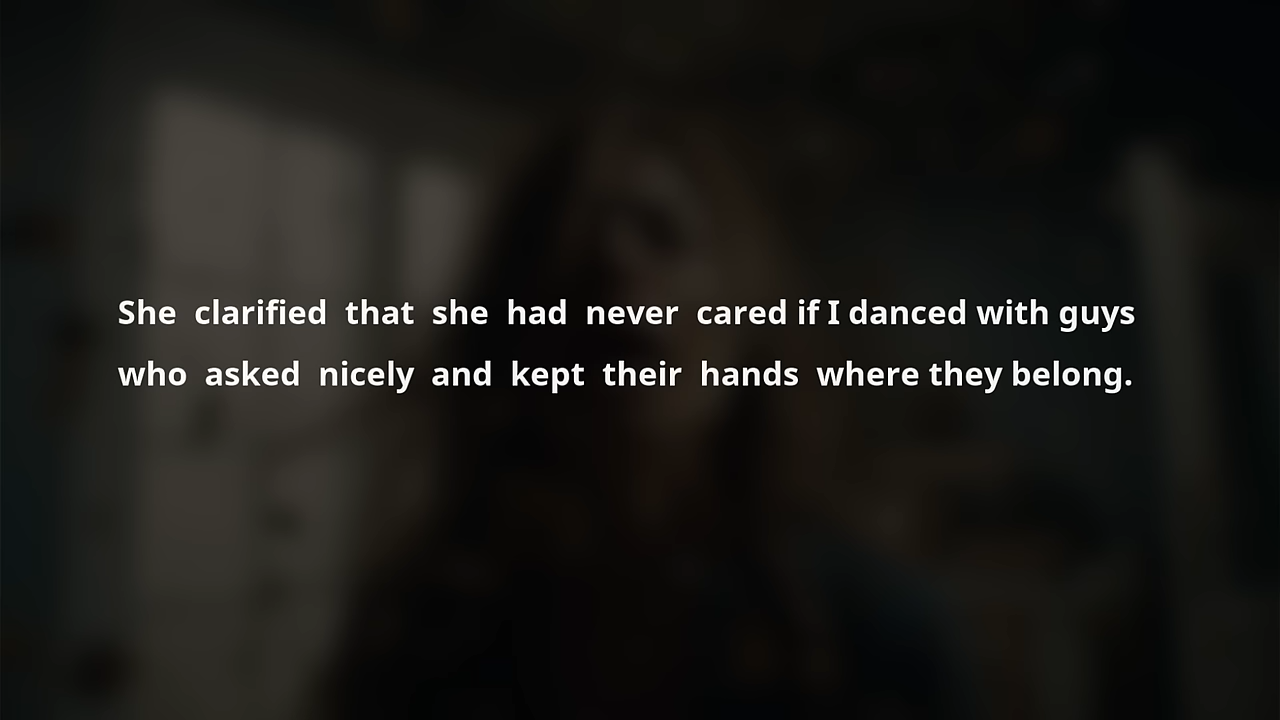 She clarified that she had never cared if I danced with guys
who asked nicely and kept their hands where they belong.